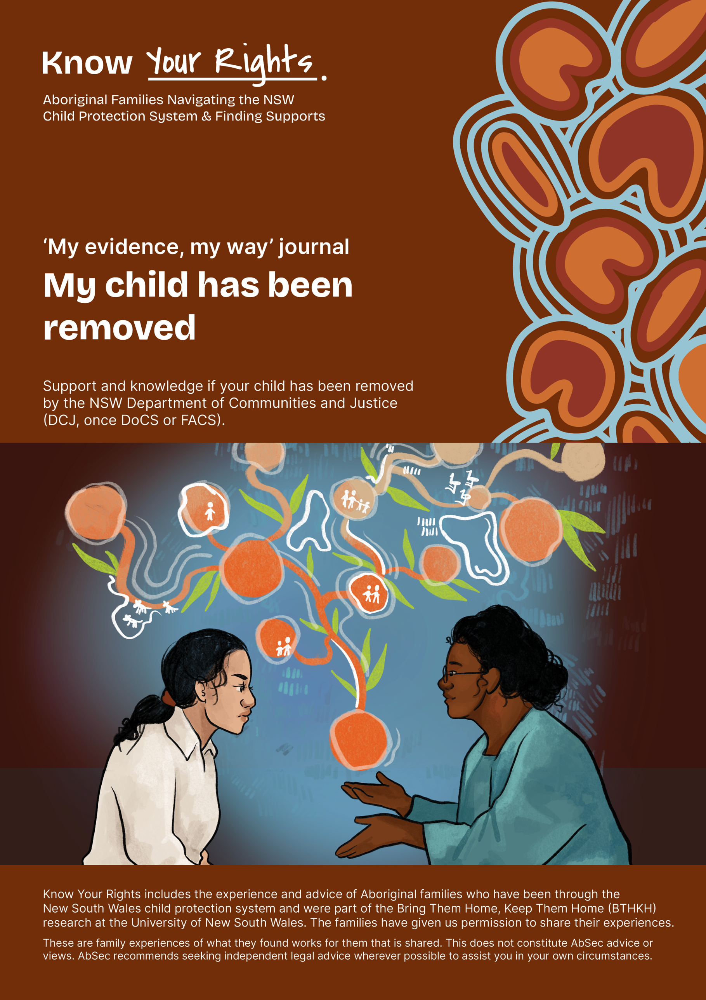 Know Your Rights.
Aboriginal Families Navigating the NSW
Child Protection System & Finding Supports
‘My evidence, my way’ journal
My child has been
removed
Support and knowledge if your child has been removed
by the NSW Department of Communities and Justice
(DCJ, once DoCS or FACS).
Know Your Rights includes the experience and advice of Aboriginal families who have been through the
New South Wales child protection system and were part of the Bring Them Home, Keep Them Home (BTHKH)
research at the University of New South Wales. The families have given us permission to share their experiences.
These are family experiences of what they found works for them that is shared. This does not constitute AbSec advice or
views. AbSec recommends seeking independent legal advice wherever possible to assist you in your own circumstances.